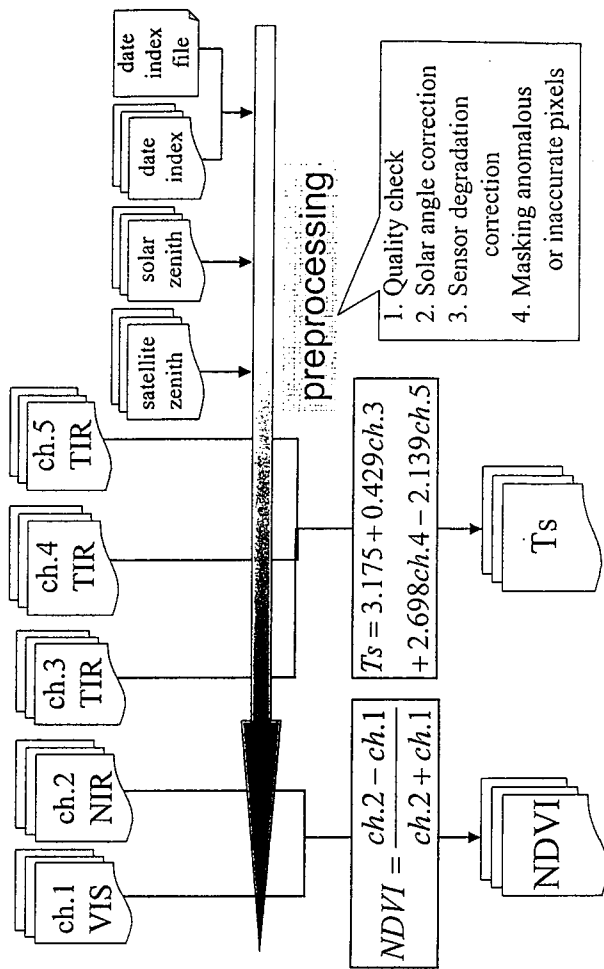 ch.1
VIS
ch.2
NIR
ch.3
TIR
ch.4
TIR
ch.5
TIR
satellite
zenith
solar
zenith
date
index
date
index
file
preprocessing
1. Quality check
2. Solar angle correction
3. Sensor degradation
correction
4. Masking anomalous
or inaccurate pixels
NDVI = ch.2 − ch.1 / ch.2 + ch.1
Ts = 3.175 + 0.429ch.3
+ 2.698ch.4 − 2.139ch.5
NDVI
Ts